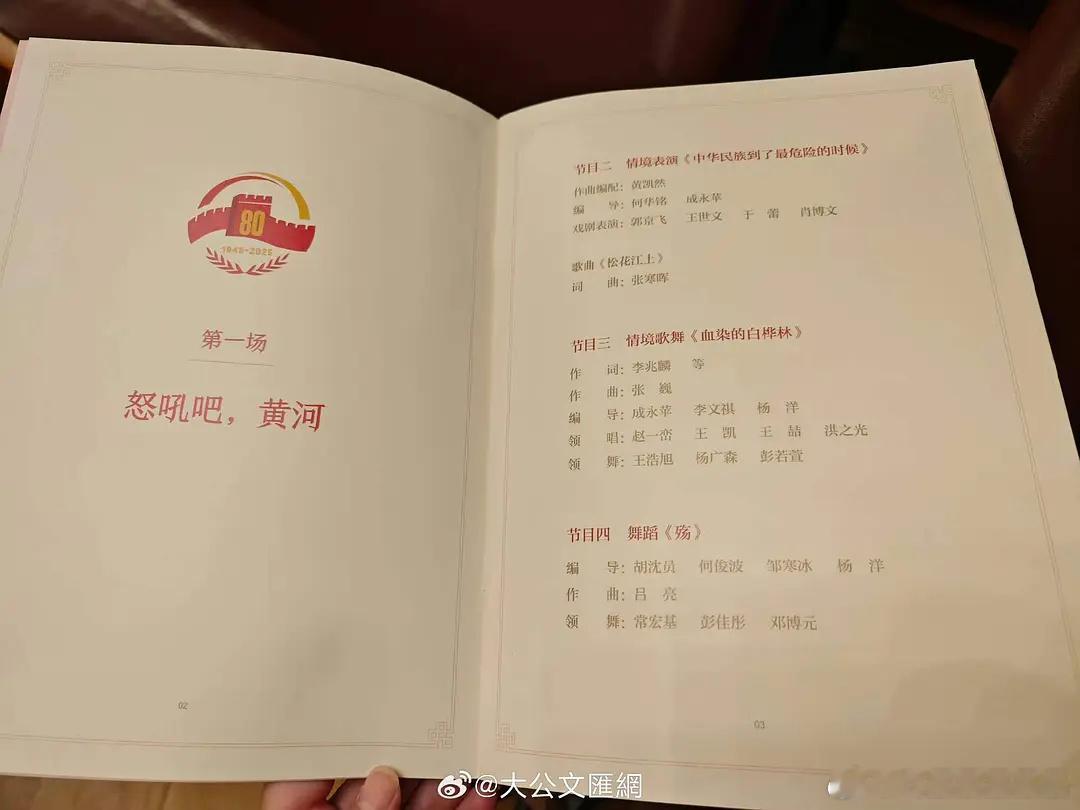 80
1945-2025
第一场
怒吼吧，黄河
02
节目二 情境表演《中华民族到了最危险的时候》
作曲编配：黄凯然
编 导：何华铭 成永苹
戏剧表演：郭京飞 王世文 于蕾 肖博文
歌曲《松花江上》
词 曲：张寒晖
节目三 情境歌舞《血染的白桦林》
作 词：李兆麟 等
作 曲：张 巍
编 导：成永苹 李文祺 杨 洋
领 唱：赵一峦 王 凯 王 喆 洪之光
领 舞：王浩旭 杨广森 彭若萱
节目四 舞蹈《殇》
编 导：胡沈员 何俊波 邹寒冰 杨 洋
作 曲：吕 亮
领 舞：常宏基 彭佳彤 邓博元
03
@大公文匯網